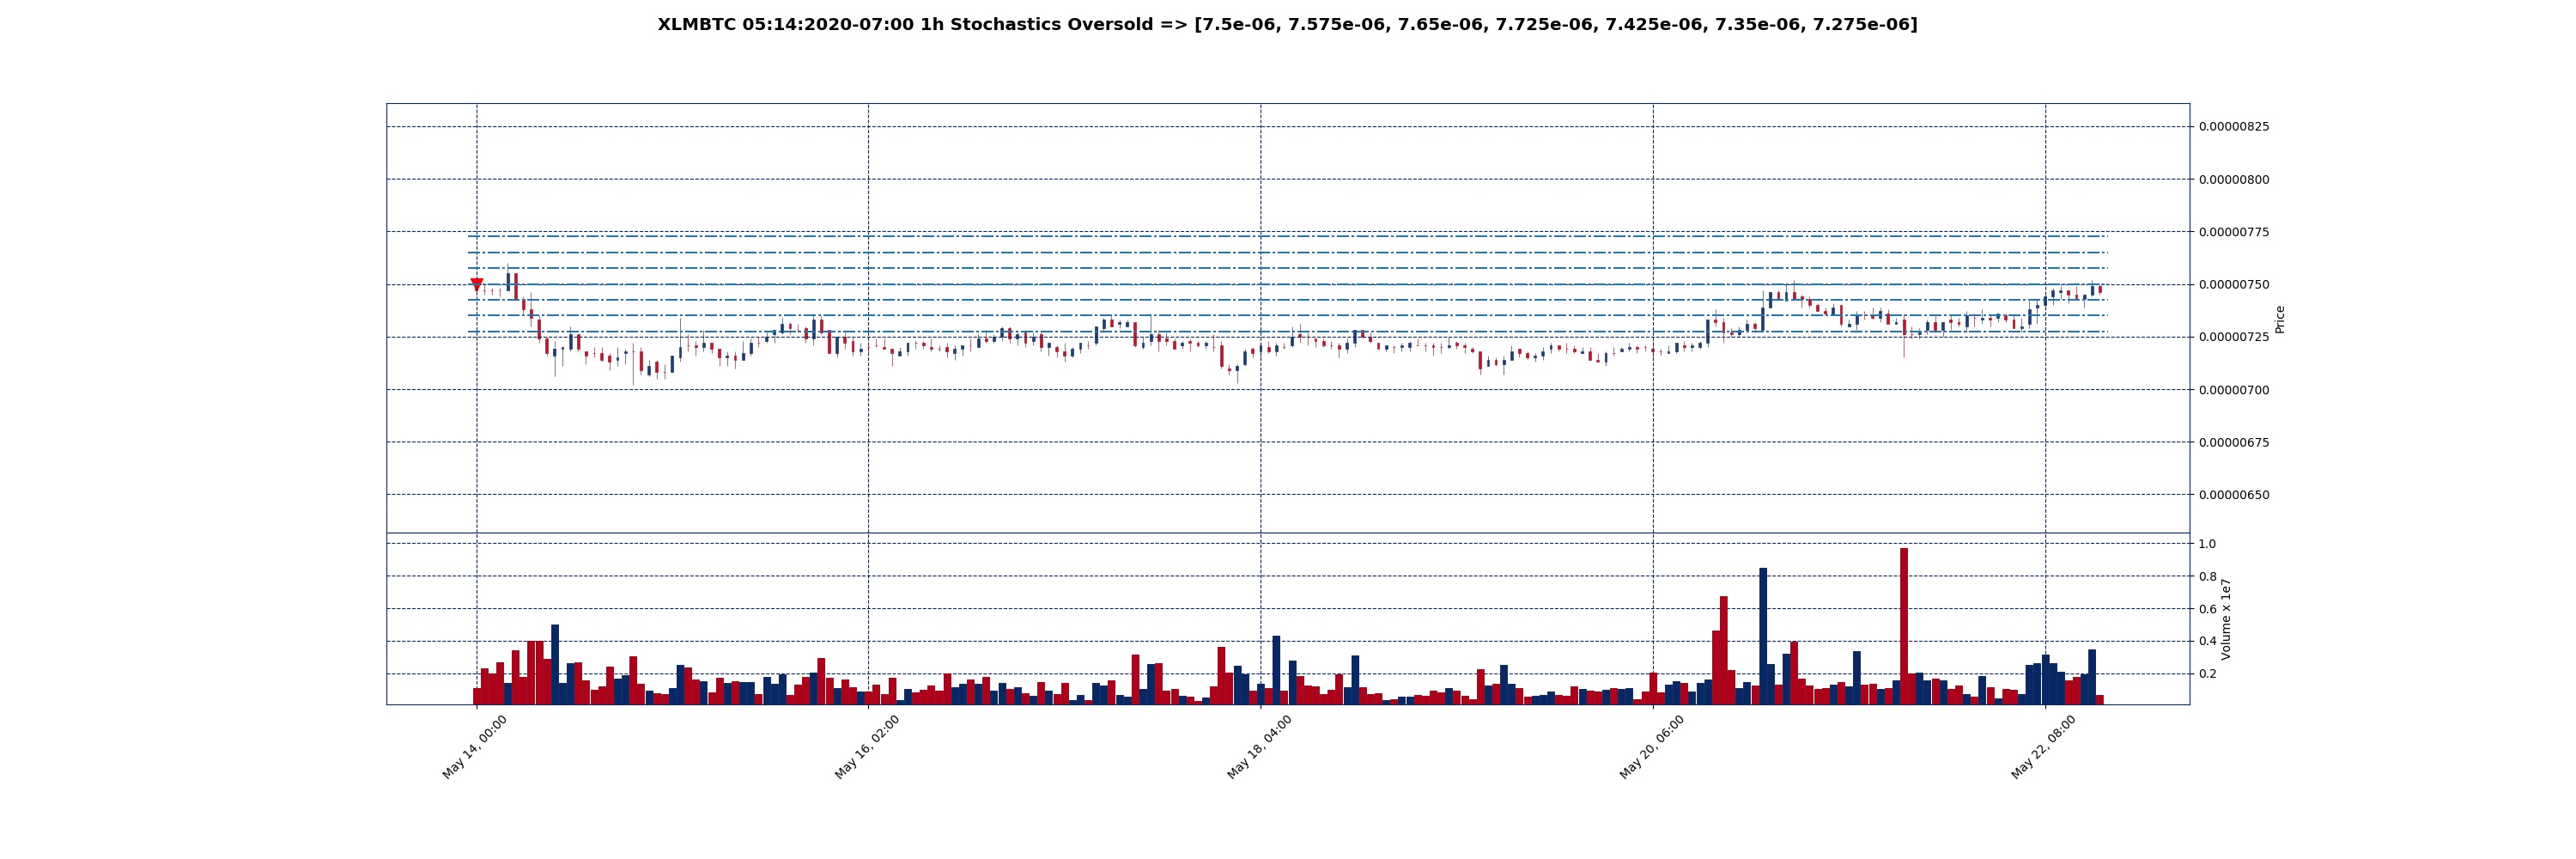 XLMBTC 05:14:2020-07:00 1h Stochastics Oversold => [7.5e-06, 7.575e-06, 7.65e-06, 7.725e-06, 7.425e-06, 7.35e-06, 7.275e-06]
0.00000825
0.00000800
0.00000775
0.00000750
0.00000725
0.00000700
0.00000675
0.00000650
Price
1.0
0.8
0.6
0.4
0.2
Volume x 1e7
May 14, 00:00
May 16, 02:00
May 18, 04:00
May 20, 06:00
May 22, 08:00